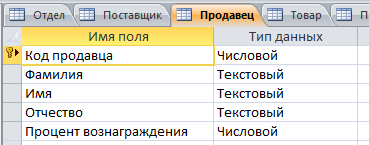 Отдел Поставщик Продавец Товар П
Имя поля Тип данных
Код продавца Числовой
Фамилия Текстовый
Имя Текстовый
Отчество Текстовый
Процент вознаграждения Числовой